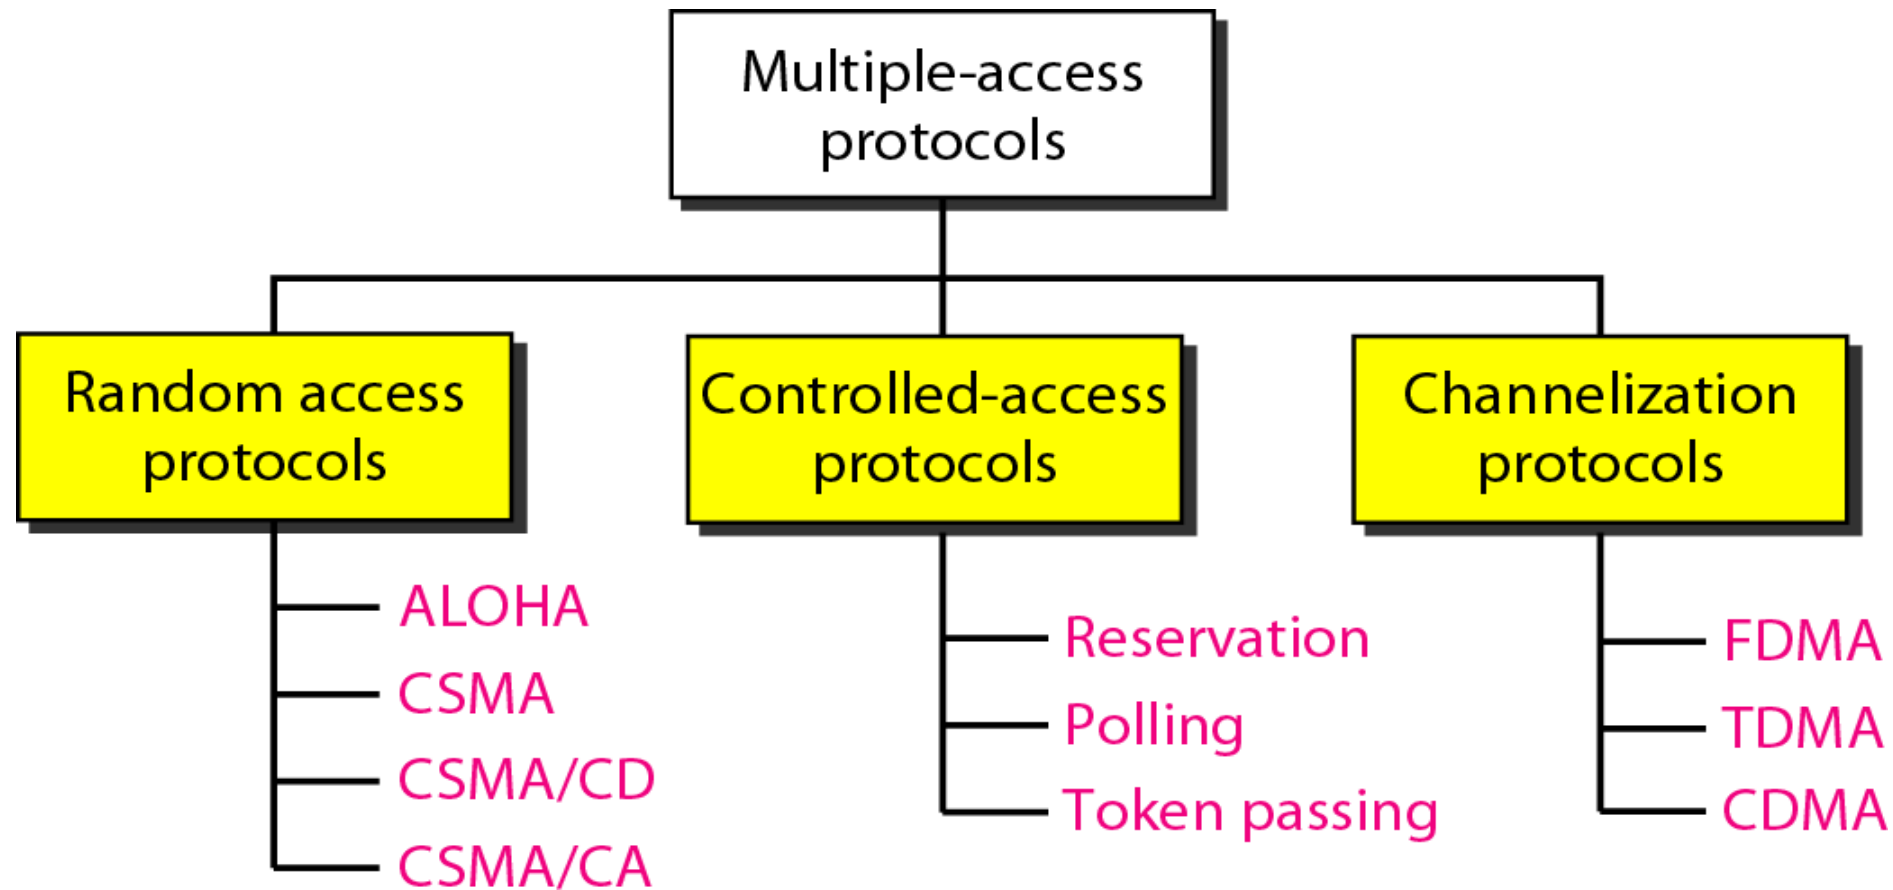 Multiple-access
protocols
Random access
protocols
Controlled-access
protocols
Channelization
protocols
ALOHA
CSMA
CSMA/CD
CSMA/CA
Reservation
Polling
Token passing
FDMA
TDMA
CDMA